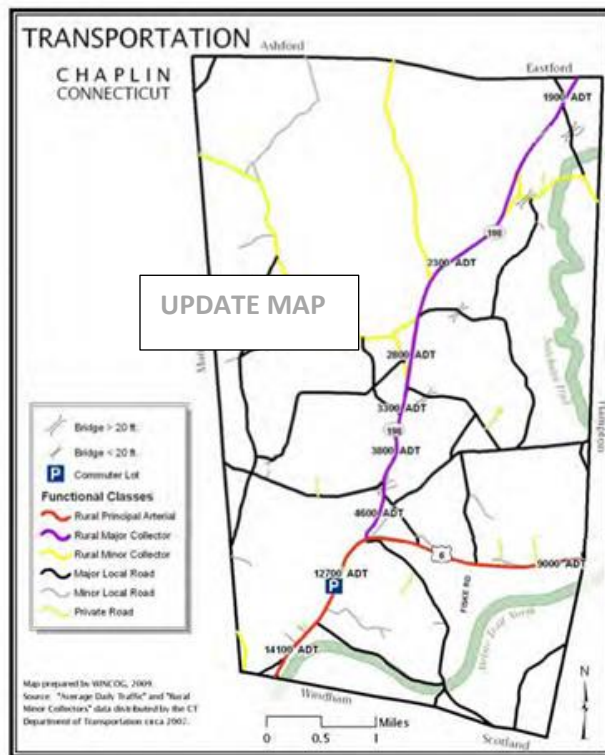 TRANSPORTATION
CHAPLIN
CONNECTICUT
Ashford
Eastford
1900 ADT
198
2300 ADT
UPDATE MAP
2800 ADT
3300 ADT
198
3800 ADT
Hampton
Bridge > 20 ft.
Bridge < 20 ft.
P
Commuter Lot
Functional Classes
Rural Principal Arterial
Rural Major Collector
Rural Minor Collector
Major Local Road
Minor Local Road
Private Road
4600 ADT
6
9000 ADT
12700 ADT
P
FISKE RD
14100 ADT
Windham
Scotland
Map prepared by WINCOG, 2009.
Source: "Average Daily Traffic" and "Rural
Minor Collectors" data distributed by the CT
Department of Transportation circa 2007.
N
Miles
0 0.5 1